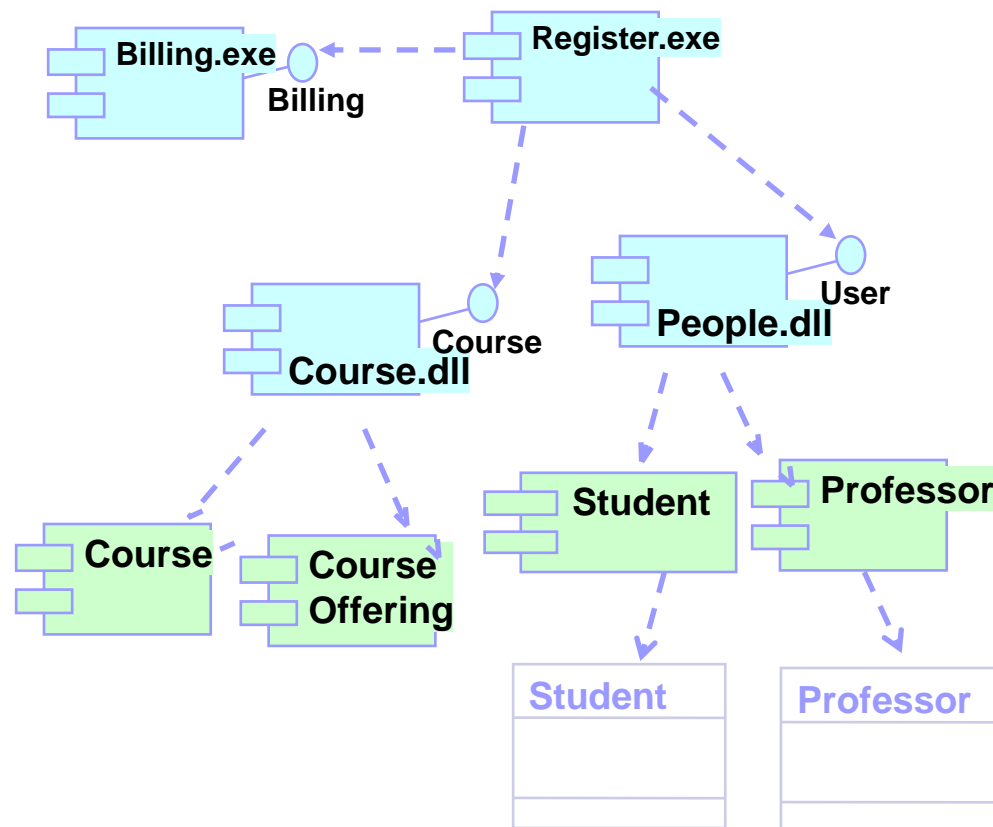 Billing.exe
Register.exe
Billing
User
People.dll
Course
Course.dll
Student
Professor
Course
Course
Offering
Student
Professor